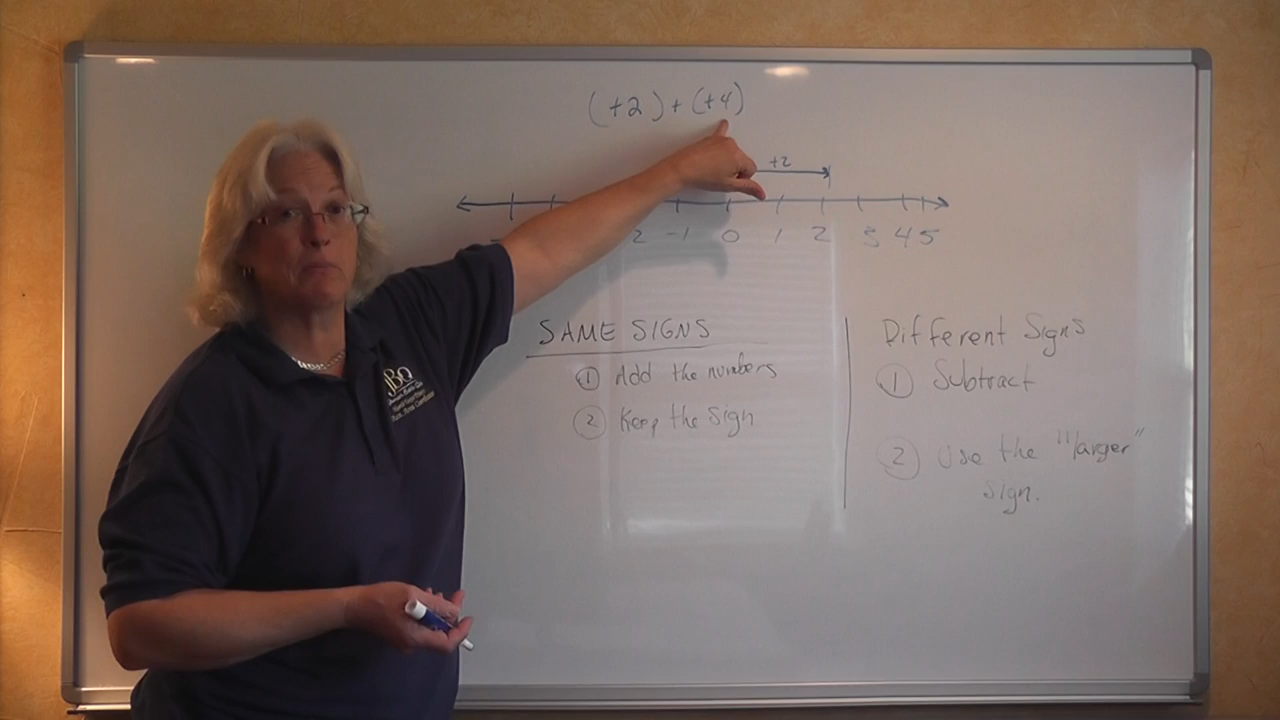 (+2) + (+4)
+2
2 -1 0 1 2 3 4 5
SAME SIGNS
1 Add the numbers
2 Keep the sign
Different Signs
1 Subtract
2 Use the "larger"
sign.
JBQ